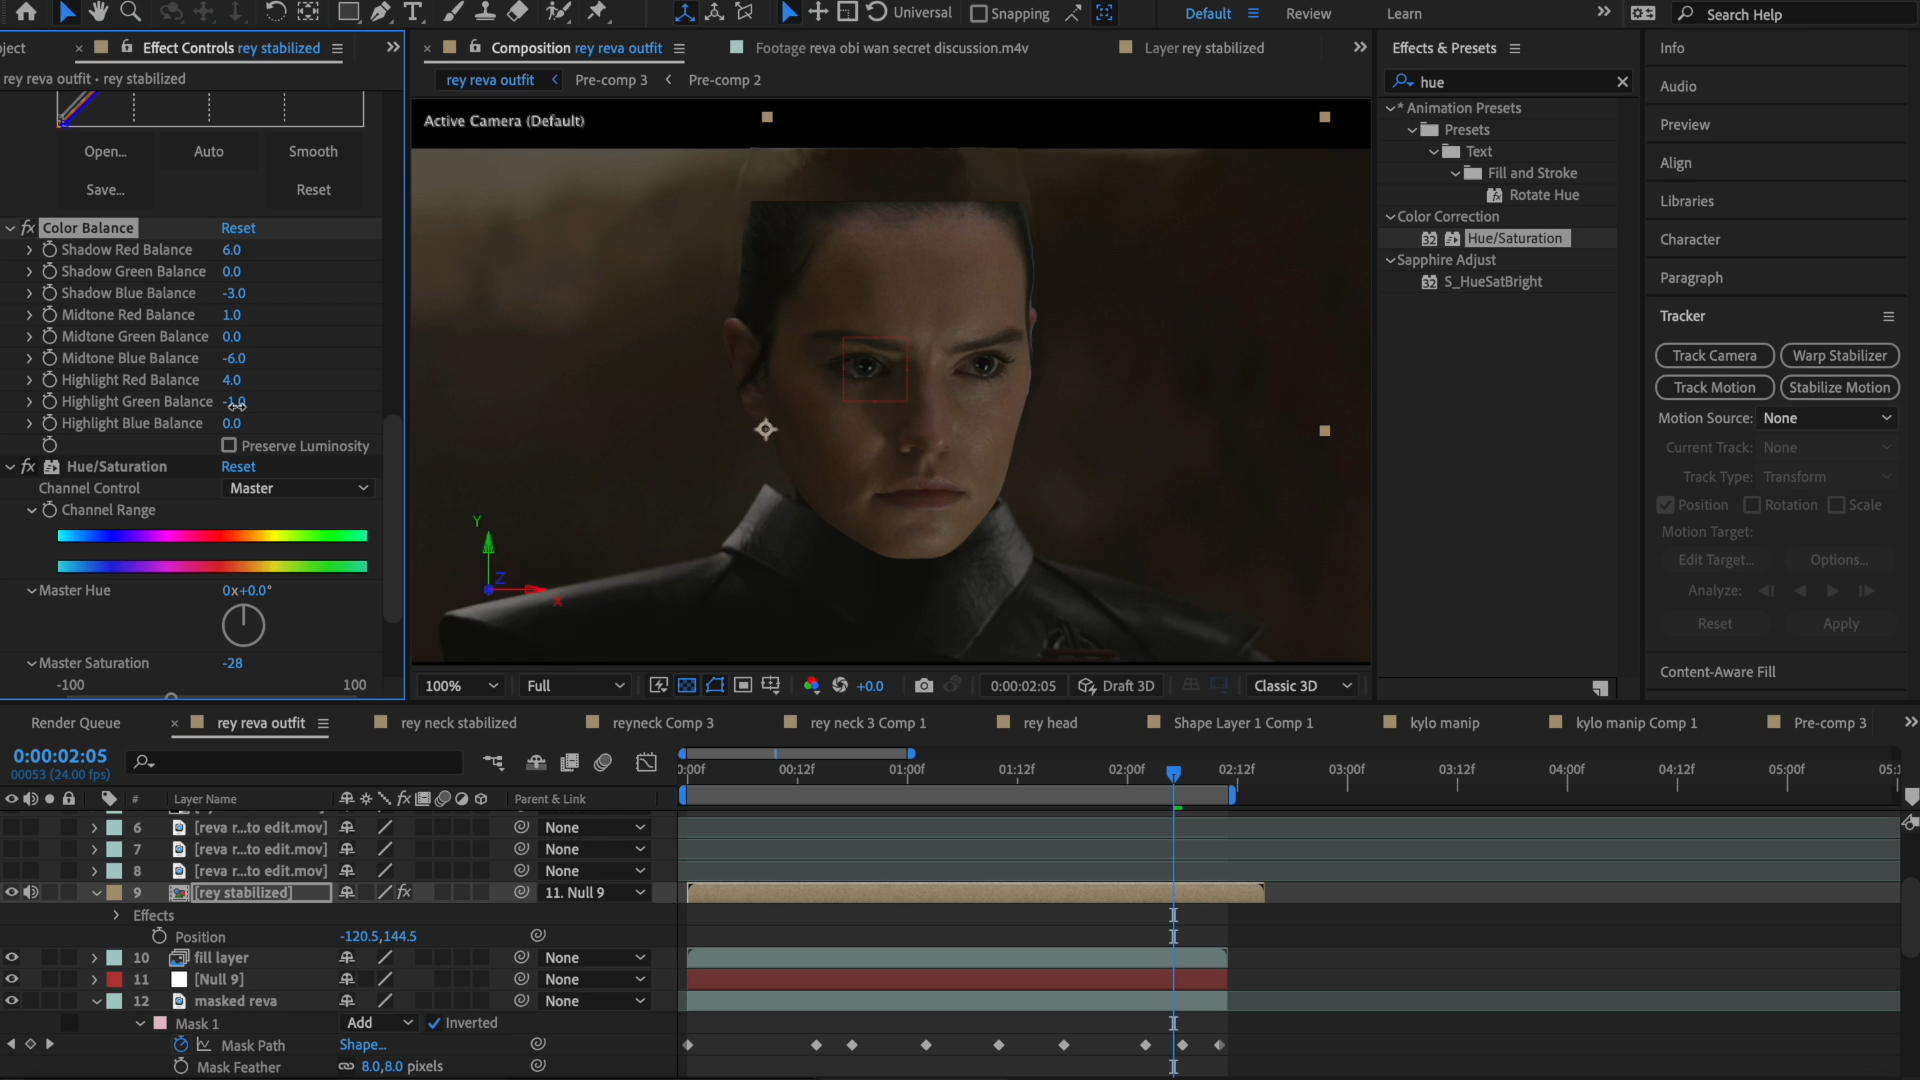 Universal
Snapping
Default
Review
Learn
Search Help
ject
Effect Controls rey stabilized
Composition rey reva outfit
Footage reva obi wan secret discussion.m4v
Layer rey stabilized
Effects & Presets
Info
rey reva outfit • rey stabilized
rey reva outfit
Pre-comp 3
Pre-comp 2
hue
Audio
Active Camera (Default)
* Animation Presets
Presets
Text
Fill and Stroke
Rotate Hue
Color Correction
32 Hue/Saturation
Sapphire Adjust
32 S_HueSatBright
Preview
Align
Libraries
Character
Paragraph
Tracker
Track Camera
Warp Stabilizer
Track Motion
Stabilize Motion
Motion Source: None
Current Track: None
Track Type: Transform
Position Rotation Scale
Motion Target:
Edit Target... Options...
Analyze:
Reset Apply
Content-Aware Fill
Open... Auto Smooth
Save... Reset
fx Color Balance Reset
Shadow Red Balance 6.0
Shadow Green Balance 0.0
Shadow Blue Balance -3.0
Midtone Red Balance 1.0
Midtone Green Balance 0.0
Midtone Blue Balance -6.0
Highlight Red Balance 4.0
Highlight Green Balance -1.0
Highlight Blue Balance 0.0
Preserve Luminosity
fx Hue/Saturation Reset
Channel Control Master
Channel Range
Master Hue 0x+0.0°
Master Saturation -28
-100 100
Y
Z
X
100% Full +0.0 0:00:02:05 Draft 3D Classic 3D
Render Queue
rey reva outfit
rey neck stabilized
reyneck Comp 3
rey neck 3 Comp 1
rey head
Shape Layer 1 Comp 1
kylo manip
kylo manip Comp 1
Pre-comp 3
0:00:02:05
00053 (24.00 fps)
0:00f 00:12f 01:00f 01:12f 02:00f 02:12f 03:00f 03:12f 04:00f 04:12f 05:00f 05:1
# Layer Name fx Parent & Link
6 [reva r...to edit.mov] None
7 [reva r...to edit.mov] None
8 [reva r...to edit.mov] None
9 [rey stabilized] fx 11. Null 9
Effects
Position -120.5,144.5
10 fill layer None
11 [Null 9] None
12 masked reva None
Mask 1 Add Inverted
Mask Path Shape...
Mask Feather 8.0,8.0 pixels